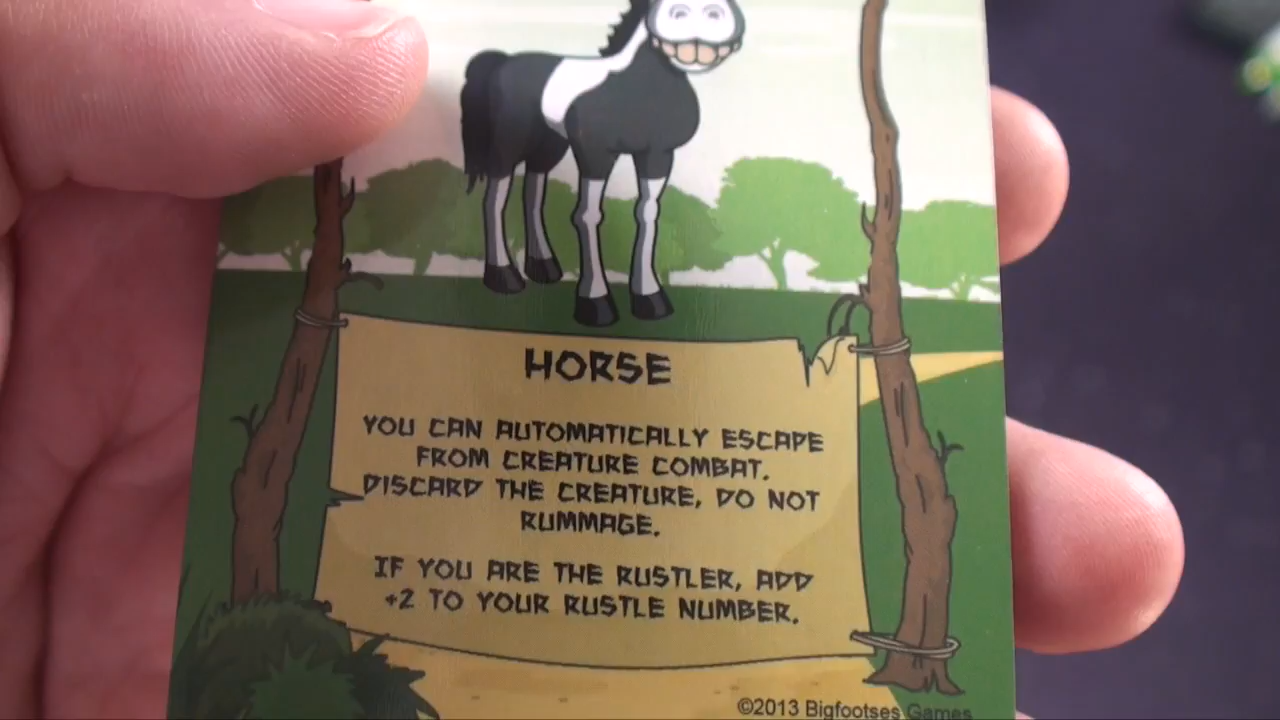 HORSE
YOU CAN AUTOMATICALLY ESCAPE
FROM CREATURE COMBAT.
DISCARD THE CREATURE, DO NOT
RUMMAGE.
IF YOU ARE THE RUSTLER, ADD
+2 TO YOUR RUSTLE NUMBER.
©2013 Bigfootses Games